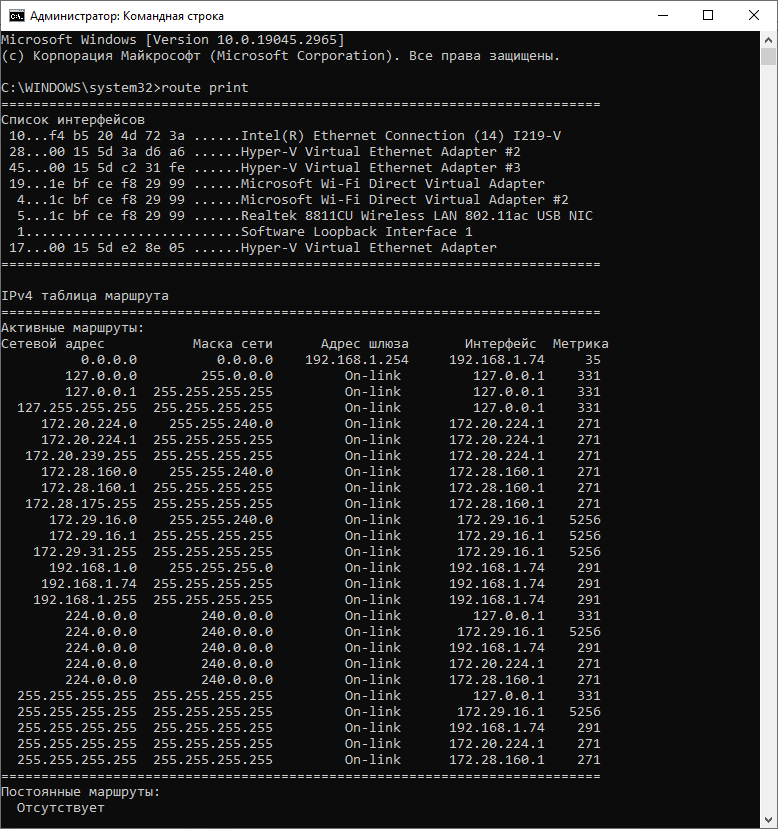 Администратор: Командная строка
Microsoft Windows [Version 10.0.19045.2965]
(c) Корпорация Майкрософт (Microsoft Corporation). Все права защищены.
C:\WINDOWS\system32>route print
===========================================================================
Список интерфейсов
 10...f4 b5 20 4d 72 3a ......Intel(R) Ethernet Connection (14) I219-V
 28...00 15 5d 3a d6 a6 ......Hyper-V Virtual Ethernet Adapter #2
 45...00 15 5d c2 31 fe ......Hyper-V Virtual Ethernet Adapter #3
 19...1e bf ce f8 29 99 ......Microsoft Wi-Fi Direct Virtual Adapter
  4...1c bf ce f8 29 99 ......Microsoft Wi-Fi Direct Virtual Adapter #2
  5...1c bf ce f8 29 99 ......Realtek 8811CU Wireless LAN 802.11ac USB NIC
  1...........................Software Loopback Interface 1
 17...00 15 5d e2 8e 05 ......Hyper-V Virtual Ethernet Adapter
===========================================================================
IPv4 таблица маршрута
===========================================================================
Активные маршруты:
Сетевой адрес           Маска сети      Адрес шлюза       Интерфейс  Метрика
          0.0.0.0          0.0.0.0    192.168.1.254     192.168.1.74     35
        127.0.0.0        255.0.0.0         On-link         127.0.0.1    331
        127.0.0.1  255.255.255.255         On-link         127.0.0.1    331
  127.255.255.255  255.255.255.255         On-link         127.0.0.1    331
     172.20.224.0    255.255.240.0         On-link      172.20.224.1    271
     172.20.224.1  255.255.255.255         On-link      172.20.224.1    271
   172.20.239.255  255.255.255.255         On-link      172.20.224.1    271
     172.28.160.0    255.255.240.0         On-link      172.28.160.1    271
     172.28.160.1  255.255.255.255         On-link      172.28.160.1    271
   172.28.175.255  255.255.255.255         On-link      172.28.160.1    271
      172.29.16.0    255.255.240.0         On-link       172.29.16.1   5256
      172.29.16.1  255.255.255.255         On-link       172.29.16.1   5256
    172.29.31.255  255.255.255.255         On-link       172.29.16.1   5256
      192.168.1.0    255.255.255.0         On-link      192.168.1.74    291
     192.168.1.74  255.255.255.255         On-link      192.168.1.74    291
    192.168.1.255  255.255.255.255         On-link      192.168.1.74    291
        224.0.0.0        240.0.0.0         On-link         127.0.0.1    331
        224.0.0.0        240.0.0.0         On-link       172.29.16.1   5256
        224.0.0.0        240.0.0.0         On-link      192.168.1.74    291
        224.0.0.0        240.0.0.0         On-link      172.20.224.1    271
        224.0.0.0        240.0.0.0         On-link      172.28.160.1    271
  255.255.255.255  255.255.255.255         On-link         127.0.0.1    331
  255.255.255.255  255.255.255.255         On-link       172.29.16.1   5256
  255.255.255.255  255.255.255.255         On-link      192.168.1.74    291
  255.255.255.255  255.255.255.255         On-link      172.20.224.1    271
  255.255.255.255  255.255.255.255         On-link      172.28.160.1    271
===========================================================================
Постоянные маршруты:
  Отсутствует